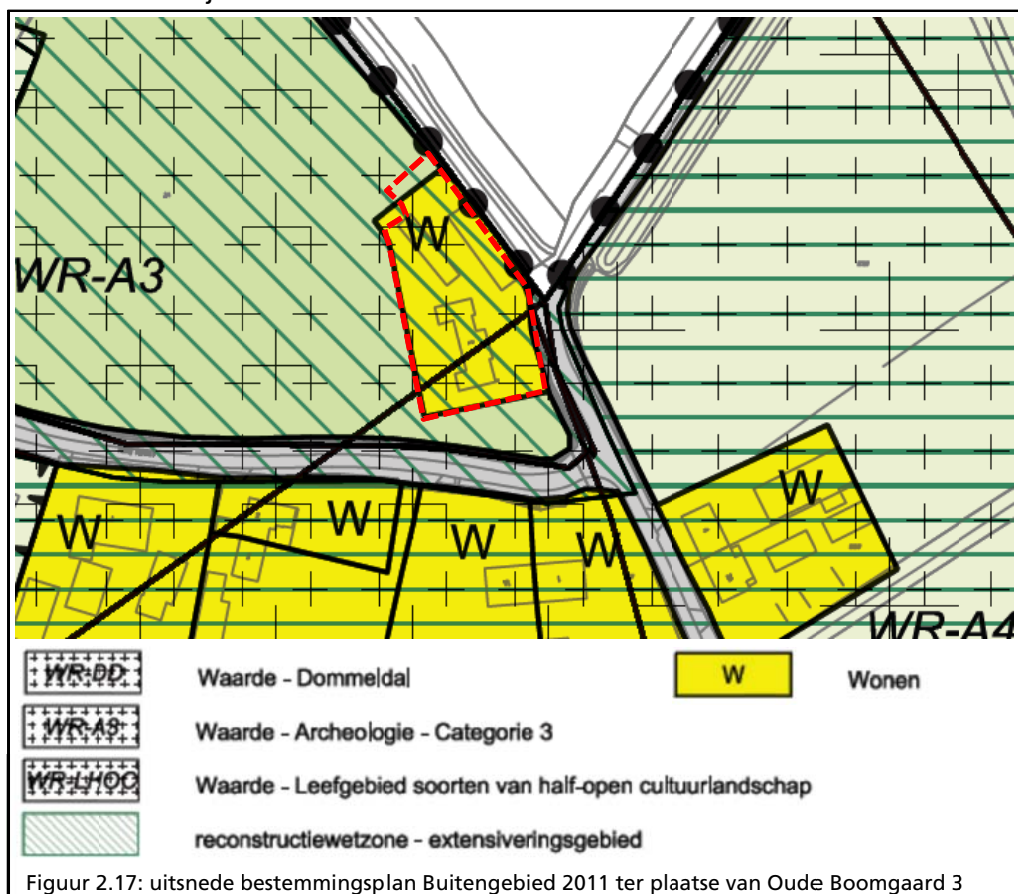 W
WR-A3
W
W
W
W
W
WR-A4
WR-DD Waarde - Dommeldal W Wonen
WR-A3 Waarde - Archeologie - Categorie 3
WR-LHOC Waarde - Leefgebied soorten van half-open cultuurlandschap
reconstructiewetzone - extensiveringsgebied
Figuur 2.17: uitsnede bestemmingsplan Buitengebied 2011 ter plaatse van Oude Boomgaard 3